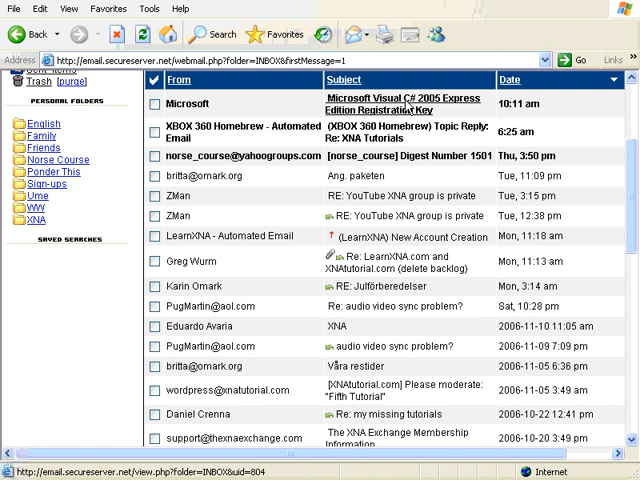 File Edit View Favorites Tools Help
Back Search Favorites
Address http://email.secureserver.net/webmail.php?folder=INBOX&firstMessage=1 Go Links »
Trash [purge]
PERSONAL FOLDERS
English
Family
Friends
Norse Course
Ponder This
Sign-ups
Ume
WW
XNA
SAVED SEARCHES
From Subject Date
Microsoft Microsoft Visual C# 2005 Express 10:11 am
Edition Registration Key
XBOX 360 Homebrew - Automated (XBOX 360 Homebrew) Topic Reply: 6:25 am
Email Re: XNA Tutorials
norse_course@yahoogroups.com [norse_course] Digest Number 1501 Thu, 3:50 pm
britta@omark.org Ang. paketen Tue, 11:09 pm
ZMan RE: YouTube XNA group is private Tue, 3:15 pm
ZMan RE: YouTube XNA group is private Tue, 12:38 pm
LearnXNA - Automated Email (LearnXNA) New Account Creation Mon, 11:18 am
Greg Wurm Re: LearnXNA.com and Mon, 11:13 am
XNAtutorial.com (delete backlog)
Karin Omark RE: Julförberedelser Mon, 3:14 am
PugMartin@aol.com Re: audio video sync problem? Sat, 10:28 pm
Eduardo Avaria XNA 2006-11-10 11:05 am
PugMartin@aol.com audio video sync problem? 2006-11-09 7:09 pm
britta@omark.org Våra restider 2006-11-05 6:36 pm
wordpress@xnatutorial.com [XNAtutorial.com] Please moderate: 2006-11-05 3:49 am
"Fifth Tutorial"
Daniel Crenna Re: my missing tutorials 2006-10-22 12:41 pm
support@thexnaexchange.com The XNA Exchange Membership 2006-10-20 3:49 pm
Information
http://email.secureserver.net/view.php?folder=INBOX&uid=804 Internet